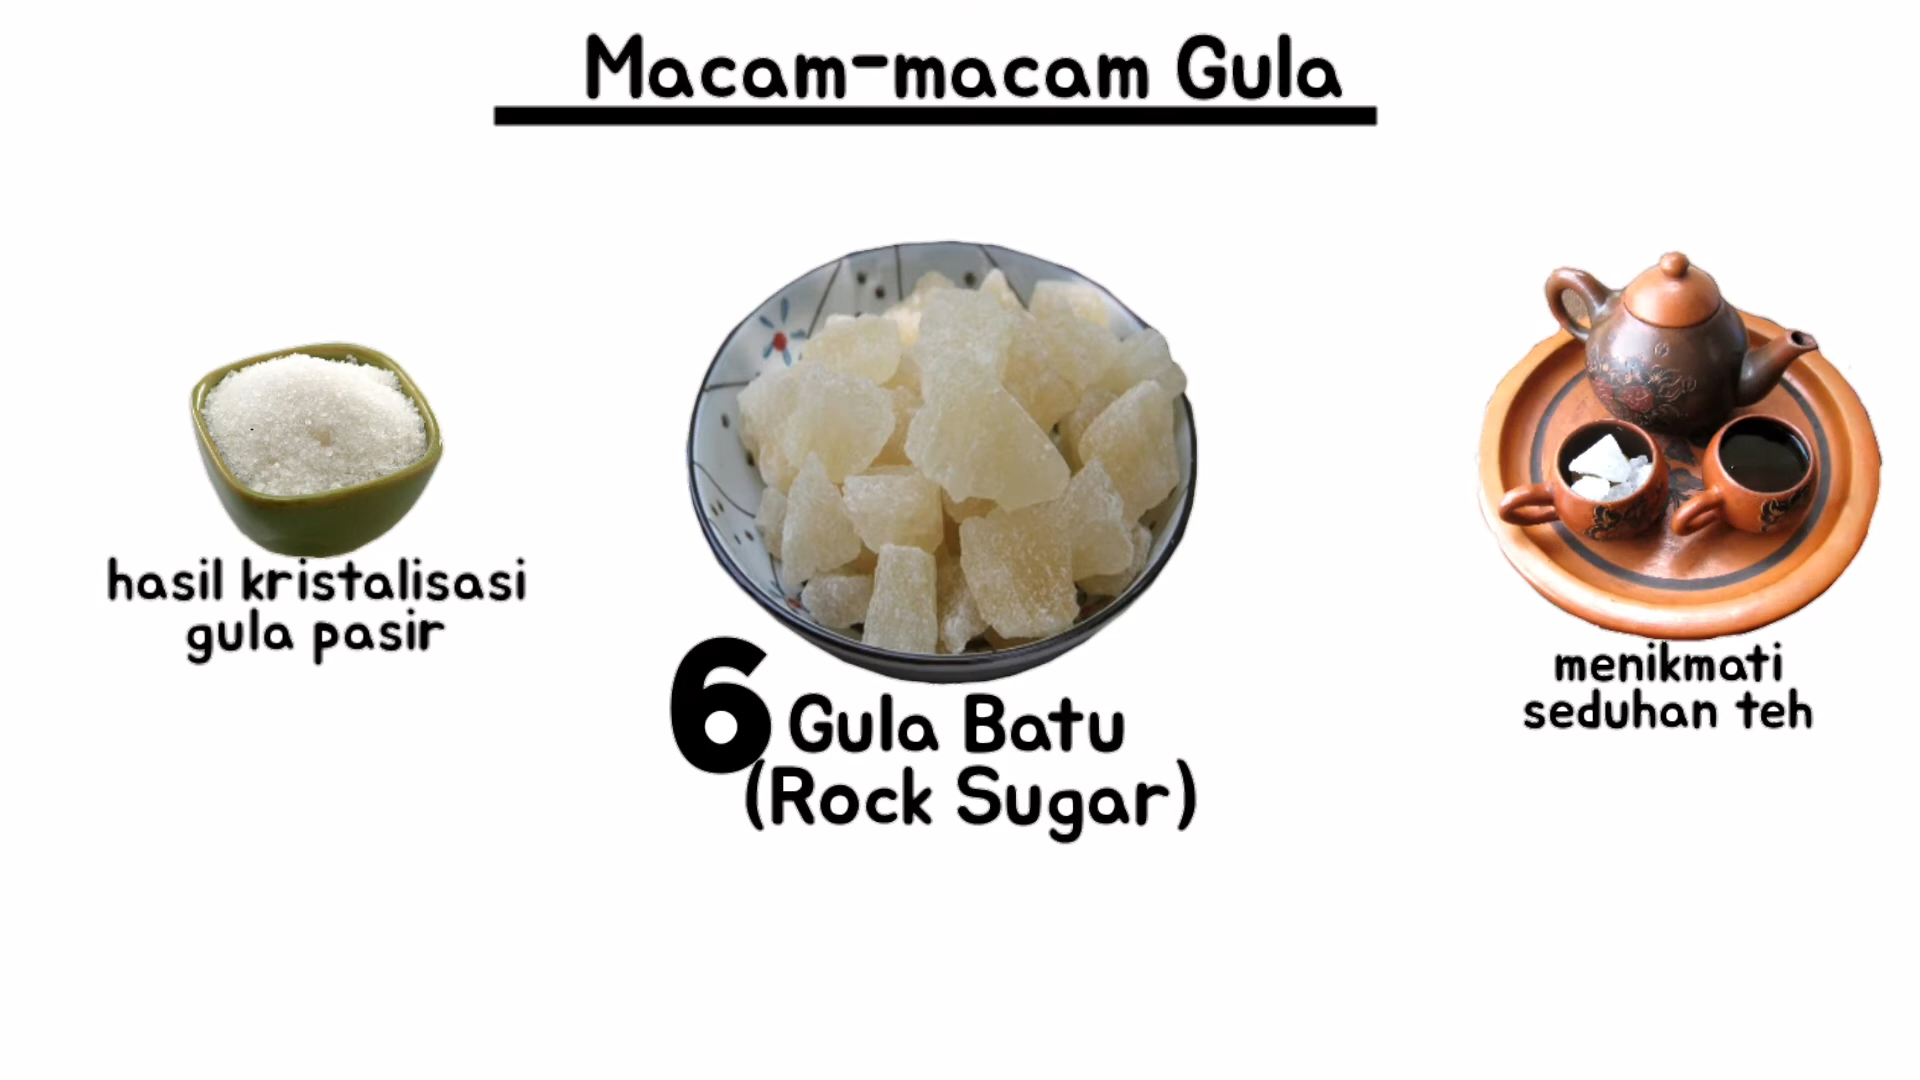 Macam-macam Gula
hasil kristalisasi
gula pasir
6 Gula Batu
(Rock Sugar)
menikmati
seduhan teh